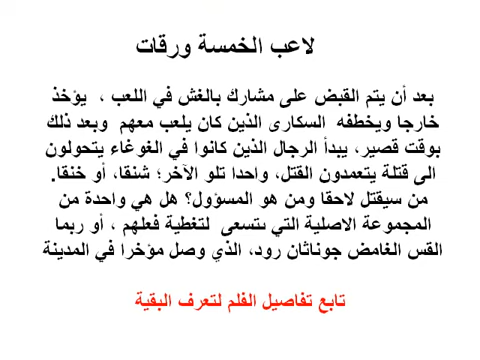 لاعب الخمسة ورقات
بعد أن يتم القبض على مشارك بالغش في اللعب ، يؤخذ
خارجا ويخطفه السكارى الذين كان يلعب معهم وبعد ذلك
بوقت قصير، يبدأ الرجال الذين كانوا في الغوغاء يتحولون
الى قتلة يتعمدون القتل، واحدا تلو الآخر؛ شنقا، أو خنقا.
من سيقتل لاحقا ومن هو المسؤول؟ هل هي واحدة من
المجموعة الاصلية التي تتسعى لتغطية فعلهم ، أو ربما
القس الغامض جوناثان رود، الذي وصل مؤخرا في المدينة
تابع تفاصيل الفلم لتعرف البقية